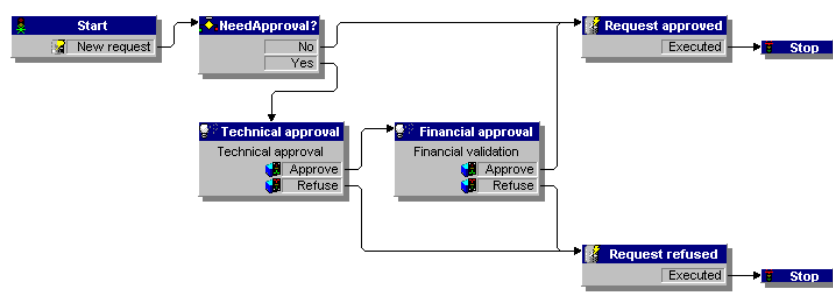 Start
New request
NeedApproval?
No
Yes
Request approved
Executed
Stop
Technical approval
Technical approval
Approve
Refuse
Financial approval
Financial validation
Approve
Refuse
Request refused
Executed
Stop